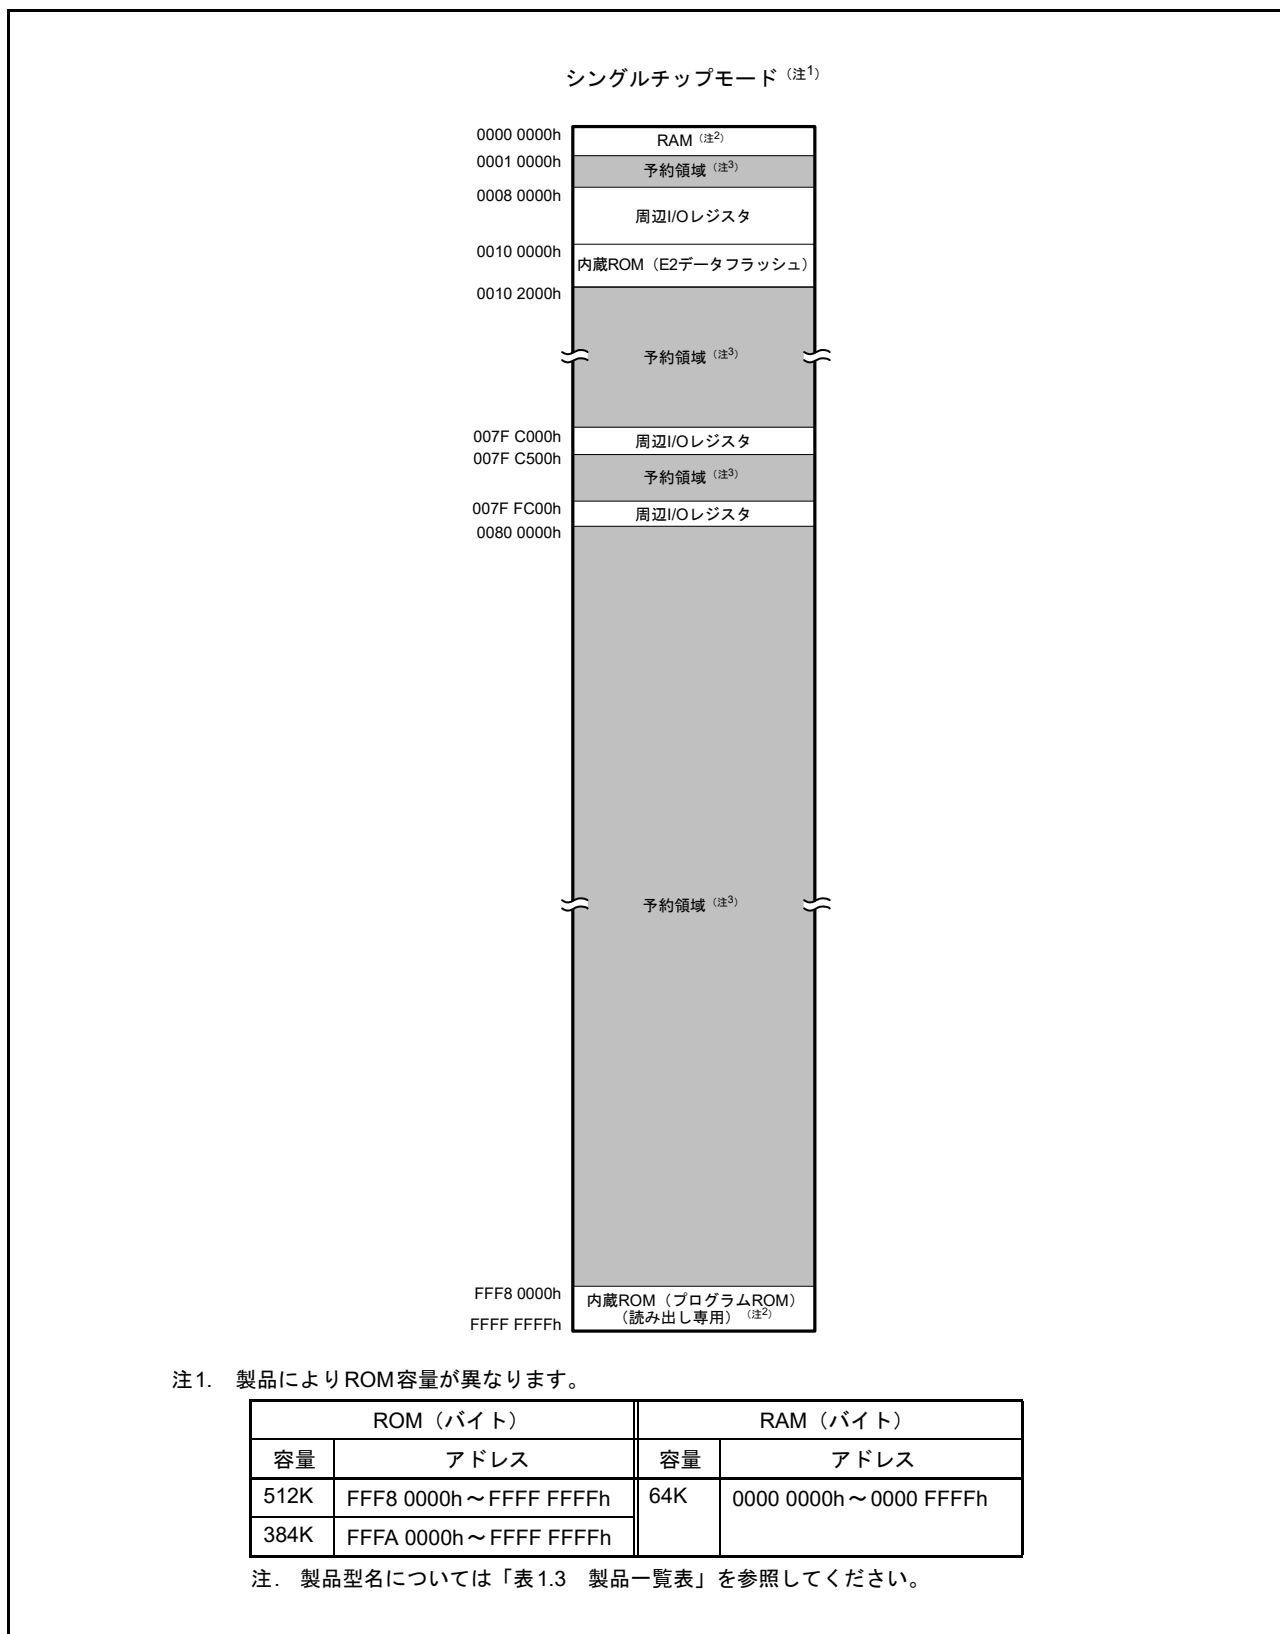 シングルチップモード（注1）
0000 0000h
RAM（注2）
0001 0000h
予約領域（注3）
0008 0000h
周辺I/Oレジスタ
0010 0000h
内蔵ROM（E2データフラッシュ）
0010 2000h
予約領域（注3）
007F C000h
周辺I/Oレジスタ
007F C500h
予約領域（注3）
007F FC00h
周辺I/Oレジスタ
0080 0000h
予約領域（注3）
FFF8 0000h
内蔵ROM（プログラムROM）
（読み出し専用）（注2）
FFFF FFFFh
注1. 製品によりROM容量が異なります。
ROM（バイト） RAM（バイト）
容量 アドレス 容量 アドレス
512K FFF8 0000h～FFFF FFFFh 64K 0000 0000h～0000 FFFFh
384K FFFA 0000h～FFFF FFFFh
注. 製品型名については「表1.3 製品一覧表」を参照してください。